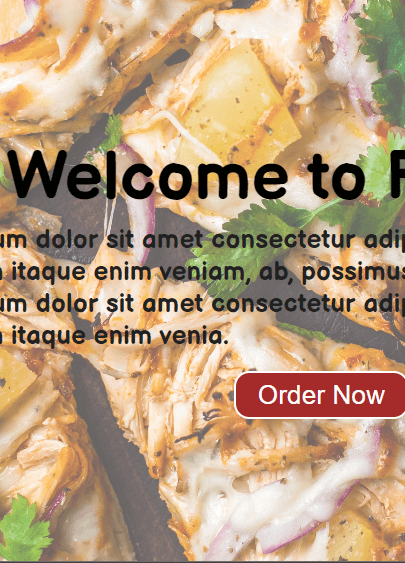 Welcome to F
um dolor sit amet consectetur adip
itaque enim veniam, ab, possimus
um dolor sit amet consectetur adip
itaque enim venia.
Order Now